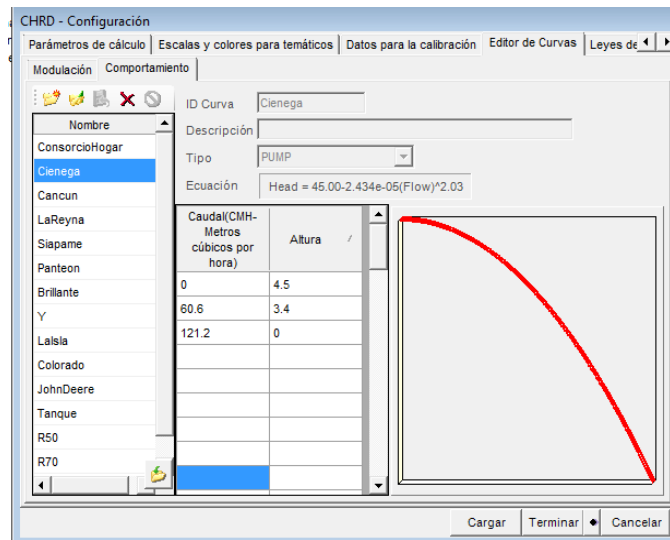 CHRD - Configuración
Parámetros de cálculo Escalas y colores para temáticos Datos para la calibración Editor de Curvas Leyes de
Modulación Comportamiento
Nombre
ConsorcioHogar
Cienega
Cancun
LaReyna
Siapame
Panteon
Brillante
Y
LaIsla
Colorado
JohnDeere
Tanque
R50
R70
ID Curva Cienega
Descripción
Tipo PUMP
Ecuación Head = 45.00-2.434e-05(Flow)^2.03
Caudal(CMH-
Metros
cúbicos por
hora)
Altura /
0 4.5
60.6 3.4
121.2 0
Cargar Terminar Cancelar